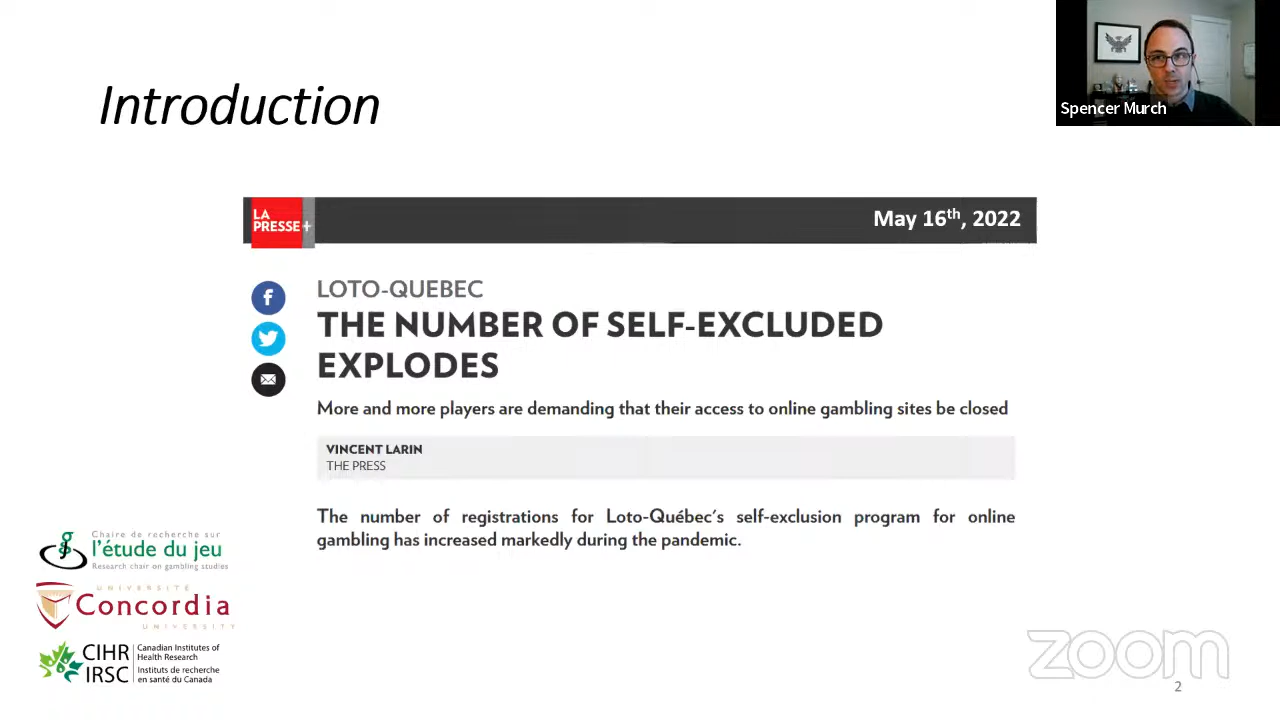 Spencer Murch
Introduction
LA
PRESSE+
May 16th, 2022
LOTO-QUEBEC
THE NUMBER OF SELF-EXCLUDED
EXPLODES
More and more players are demanding that their access to online gambling sites be closed
VINCENT LARIN
THE PRESS
The number of registrations for Loto-Québec's self-exclusion program for online
gambling has increased markedly during the pandemic.
Chaire de recherche sur
l'étude du jeu
Research chair on gambling studies
UNIVERSITÉ
Concordia
UNIVERSITY
CIHR
IRSC
Canadian Institutes of
Health Research
Instituts de recherche
en santé du Canada
zoom
2